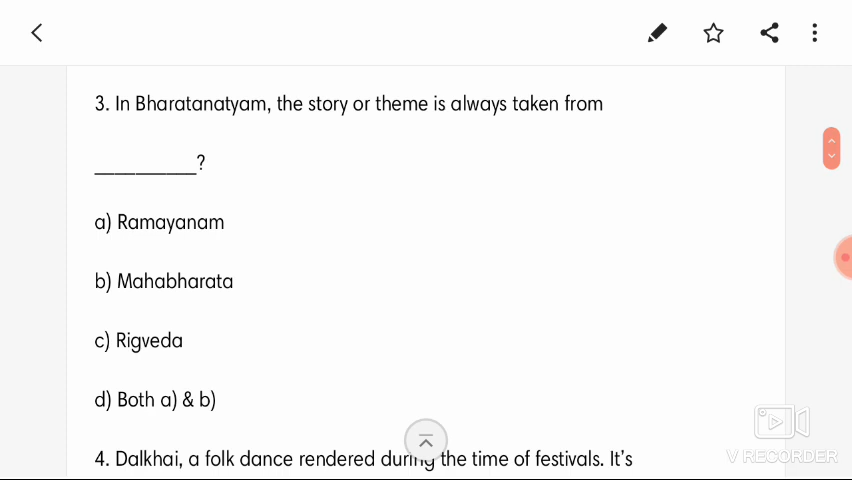 3. In Bharatanatyam, the story or theme is always taken from
__________?
a) Ramayanam
b) Mahabharata
c) Rigveda
d) Both a) & b)
4. Dalkhai, a folk dance rendered during the time of festivals. It's
V RECORDER